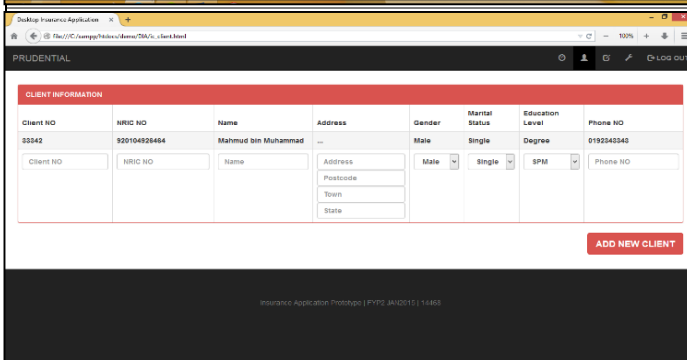 Desktop Insurance Application
file:///C:/xampp/htdocs/demo/DIA/ic_client.html
100%
PRUDENTIAL
LOG OUT
CLIENT INFORMATION
Client NO NRIC NO Name Address Gender Marital Status Education Level Phone NO
33342 920104926464 Mahmud bin Muhammad ... Male Single Degree 0192343343
Client NO NRIC NO Name Address Male Single SPM Phone NO
Postcode
Town
State
ADD NEW CLIENT
Insurance Application Prototype | FYP2 JAN2015 | 14468